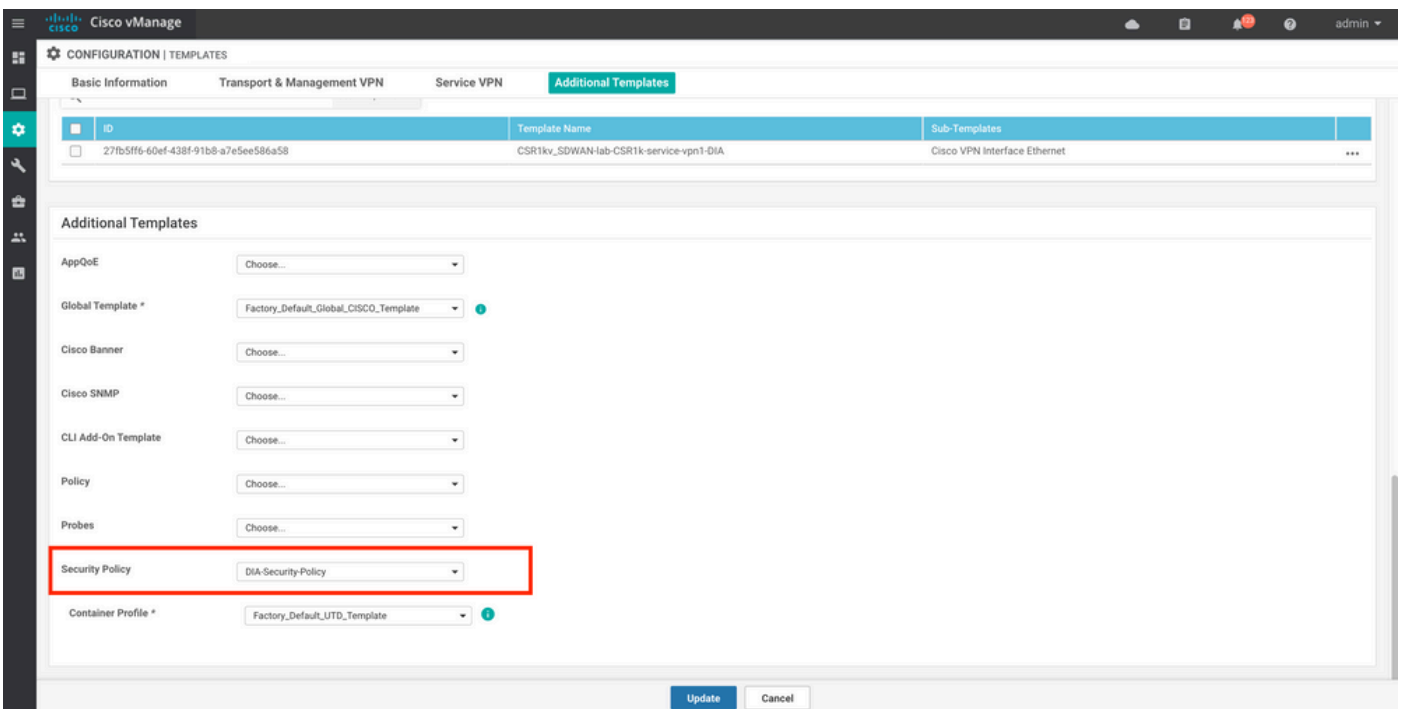 cisco Cisco vManage 123 admin
CONFIGURATION | TEMPLATES
Basic Information Transport & Management VPN Service VPN Additional Templates
ID Template Name Sub-Templates
27fb5ff6-60ef-438f-91b8-a7e5ee586a58 CSR1kv_SDWAN-lab-CSR1k-service-vpn1-DIA Cisco VPN Interface Ethernet ...
Additional Templates
AppQoE Choose...
Global Template * Factory_Default_Global_CISCO_Template
Cisco Banner Choose...
Cisco SNMP Choose...
CLI Add-On Template Choose...
Policy Choose...
Probes Choose...
Security Policy DIA-Security-Policy
Container Profile * Factory_Default_UTD_Template
Update Cancel